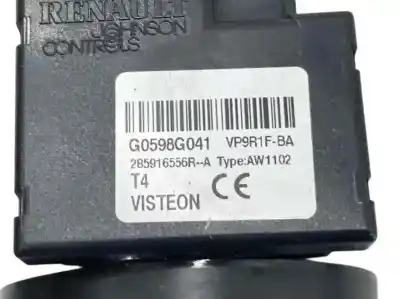 RENAULT
JOHNSON
CONTROLS
G0598G041 VP9R1F-BA
285916556R--A Type:AW1102
T4 CE
VISTEON